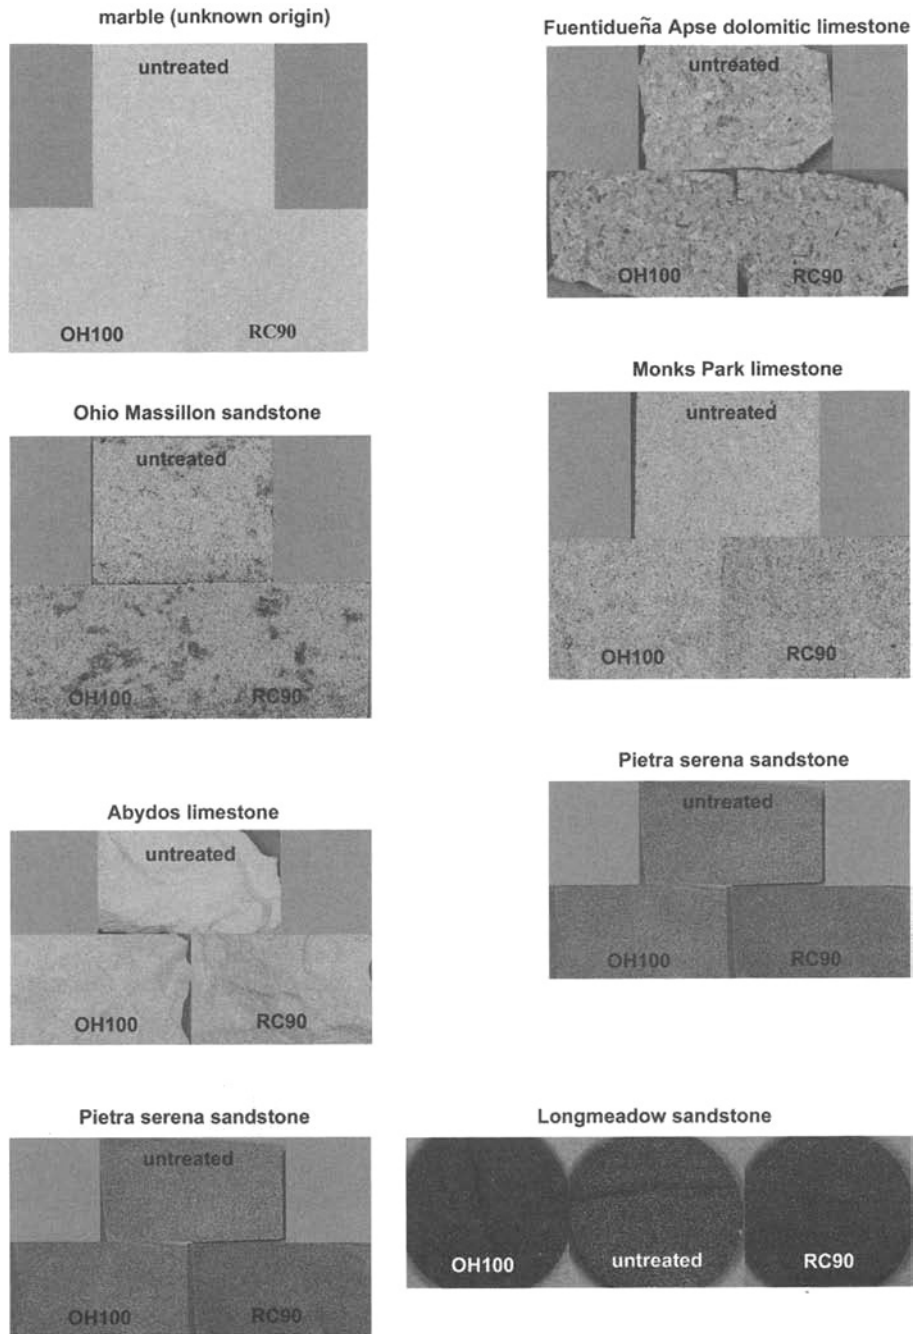 marble (unknown origin)
untreated
OH100
RC90
Fuentidueña Apse dolomitic limestone
untreated
OH100
RC90
Ohio Massillon sandstone
untreated
OH100
RC90
Monks Park limestone
untreated
OH100
RC90
Abydos limestone
untreated
OH100
RC90
Pietra serena sandstone
untreated
OH100
RC90
Pietra serena sandstone
untreated
OH100
RC90
Longmeadow sandstone
OH100
untreated
RC90